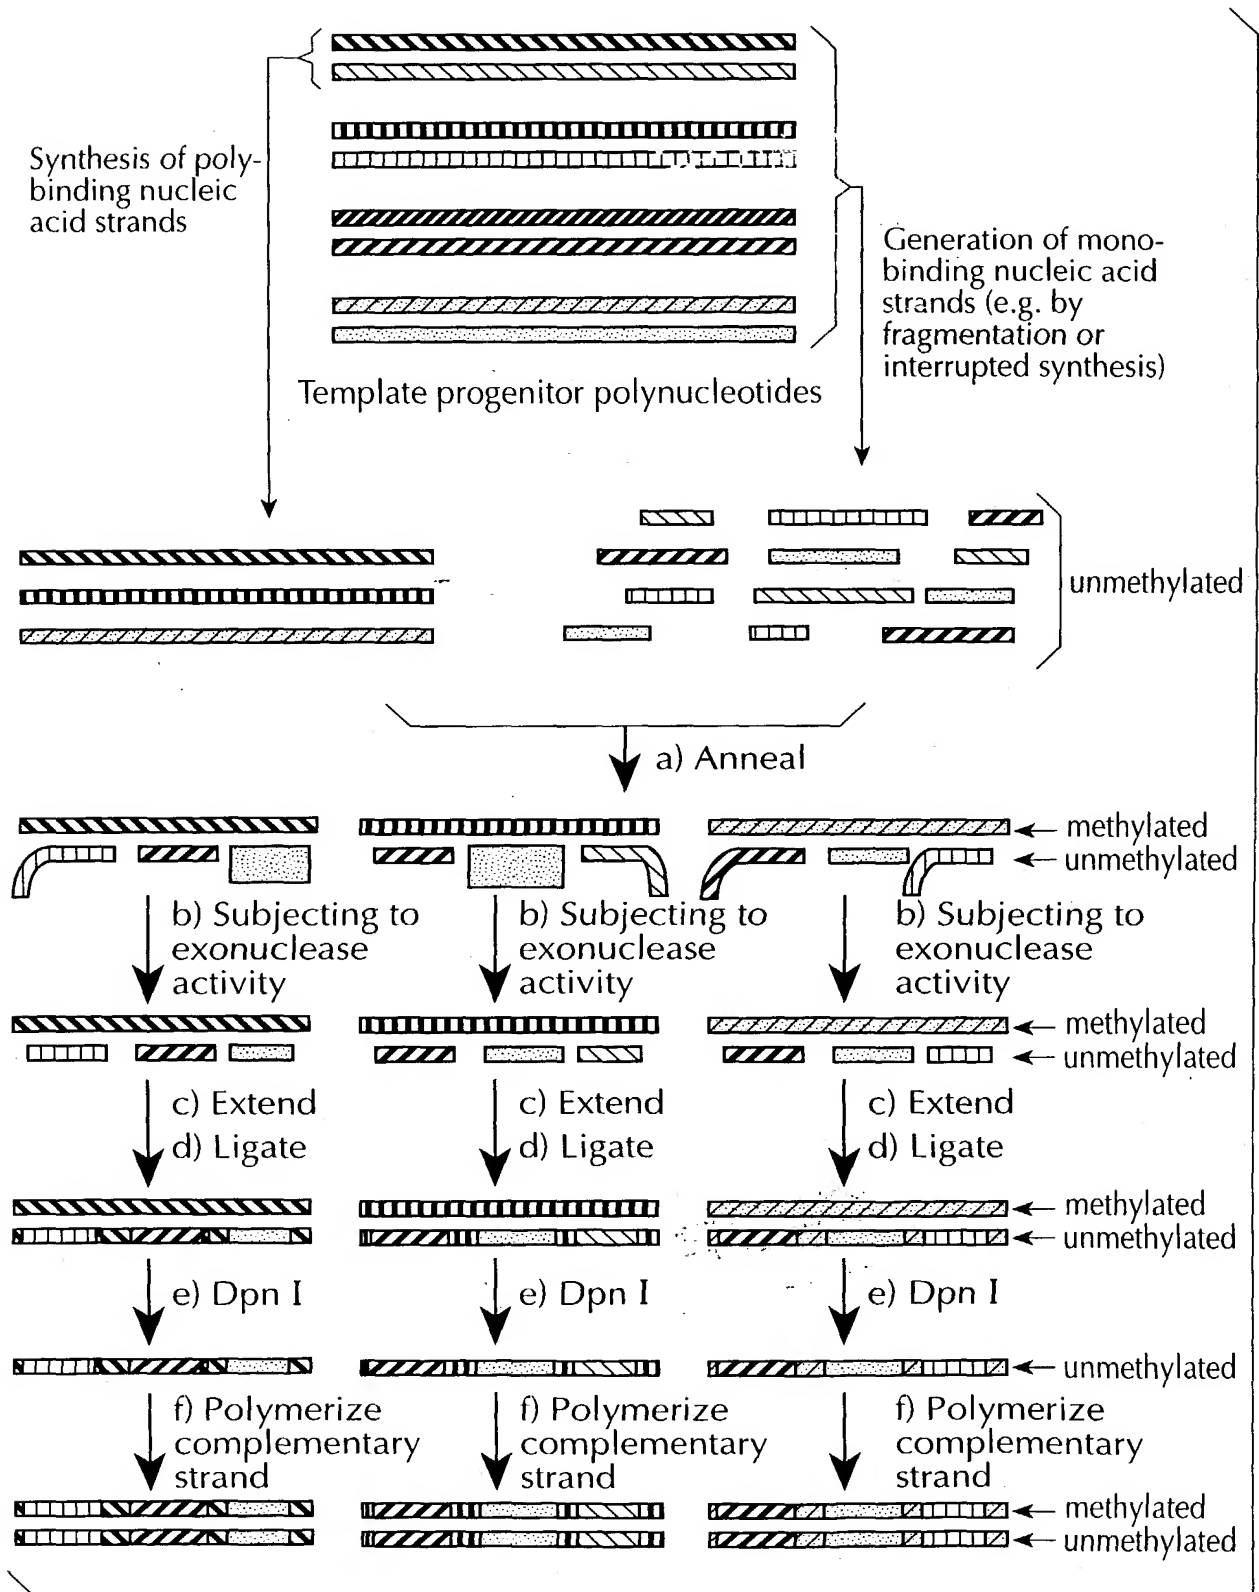 Synthesis of poly-
binding nucleic
acid strands
Generation of mono-
binding nucleic acid
strands (e.g. by
fragmentation or
interrupted synthesis)
Template progenitor polynucleotides
unmethylated
a) Anneal
methylated
unmethylated
b) Subjecting to
exonuclease
activity
b) Subjecting to
exonuclease
activity
b) Subjecting to
exonuclease
activity
methylated
unmethylated
c) Extend
d) Ligate
c) Extend
d) Ligate
c) Extend
d) Ligate
methylated
unmethylated
e) Dpn I
e) Dpn I
e) Dpn I
unmethylated
f) Polymerize
complementary
strand
f) Polymerize
complementary
strand
f) Polymerize
complementary
strand
methylated
unmethylated